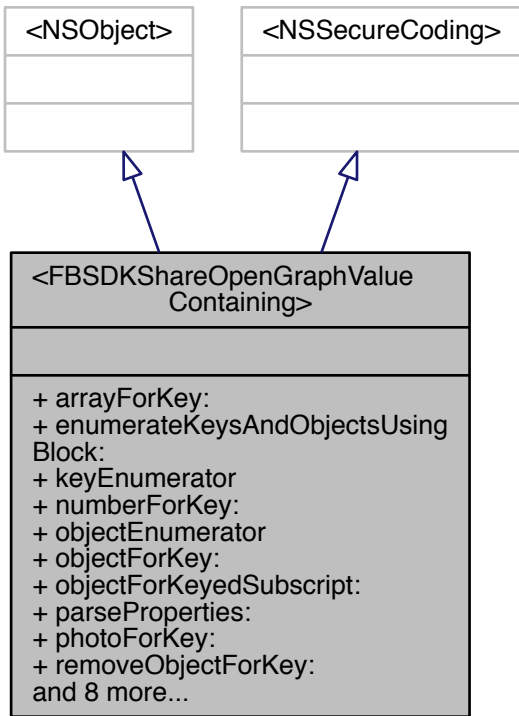 <NSObject>
<NSSecureCoding>
<FBSDKShareOpenGraphValue
Containing>
+ arrayForKey:
+ enumerateKeysAndObjectsUsing
Block:
+ keyEnumerator
+ numberForKey:
+ objectEnumerator
+ objectForKey:
+ objectForKeyedSubscript:
+ parseProperties:
+ photoForKey:
+ removeObjectForKey:
and 8 more...